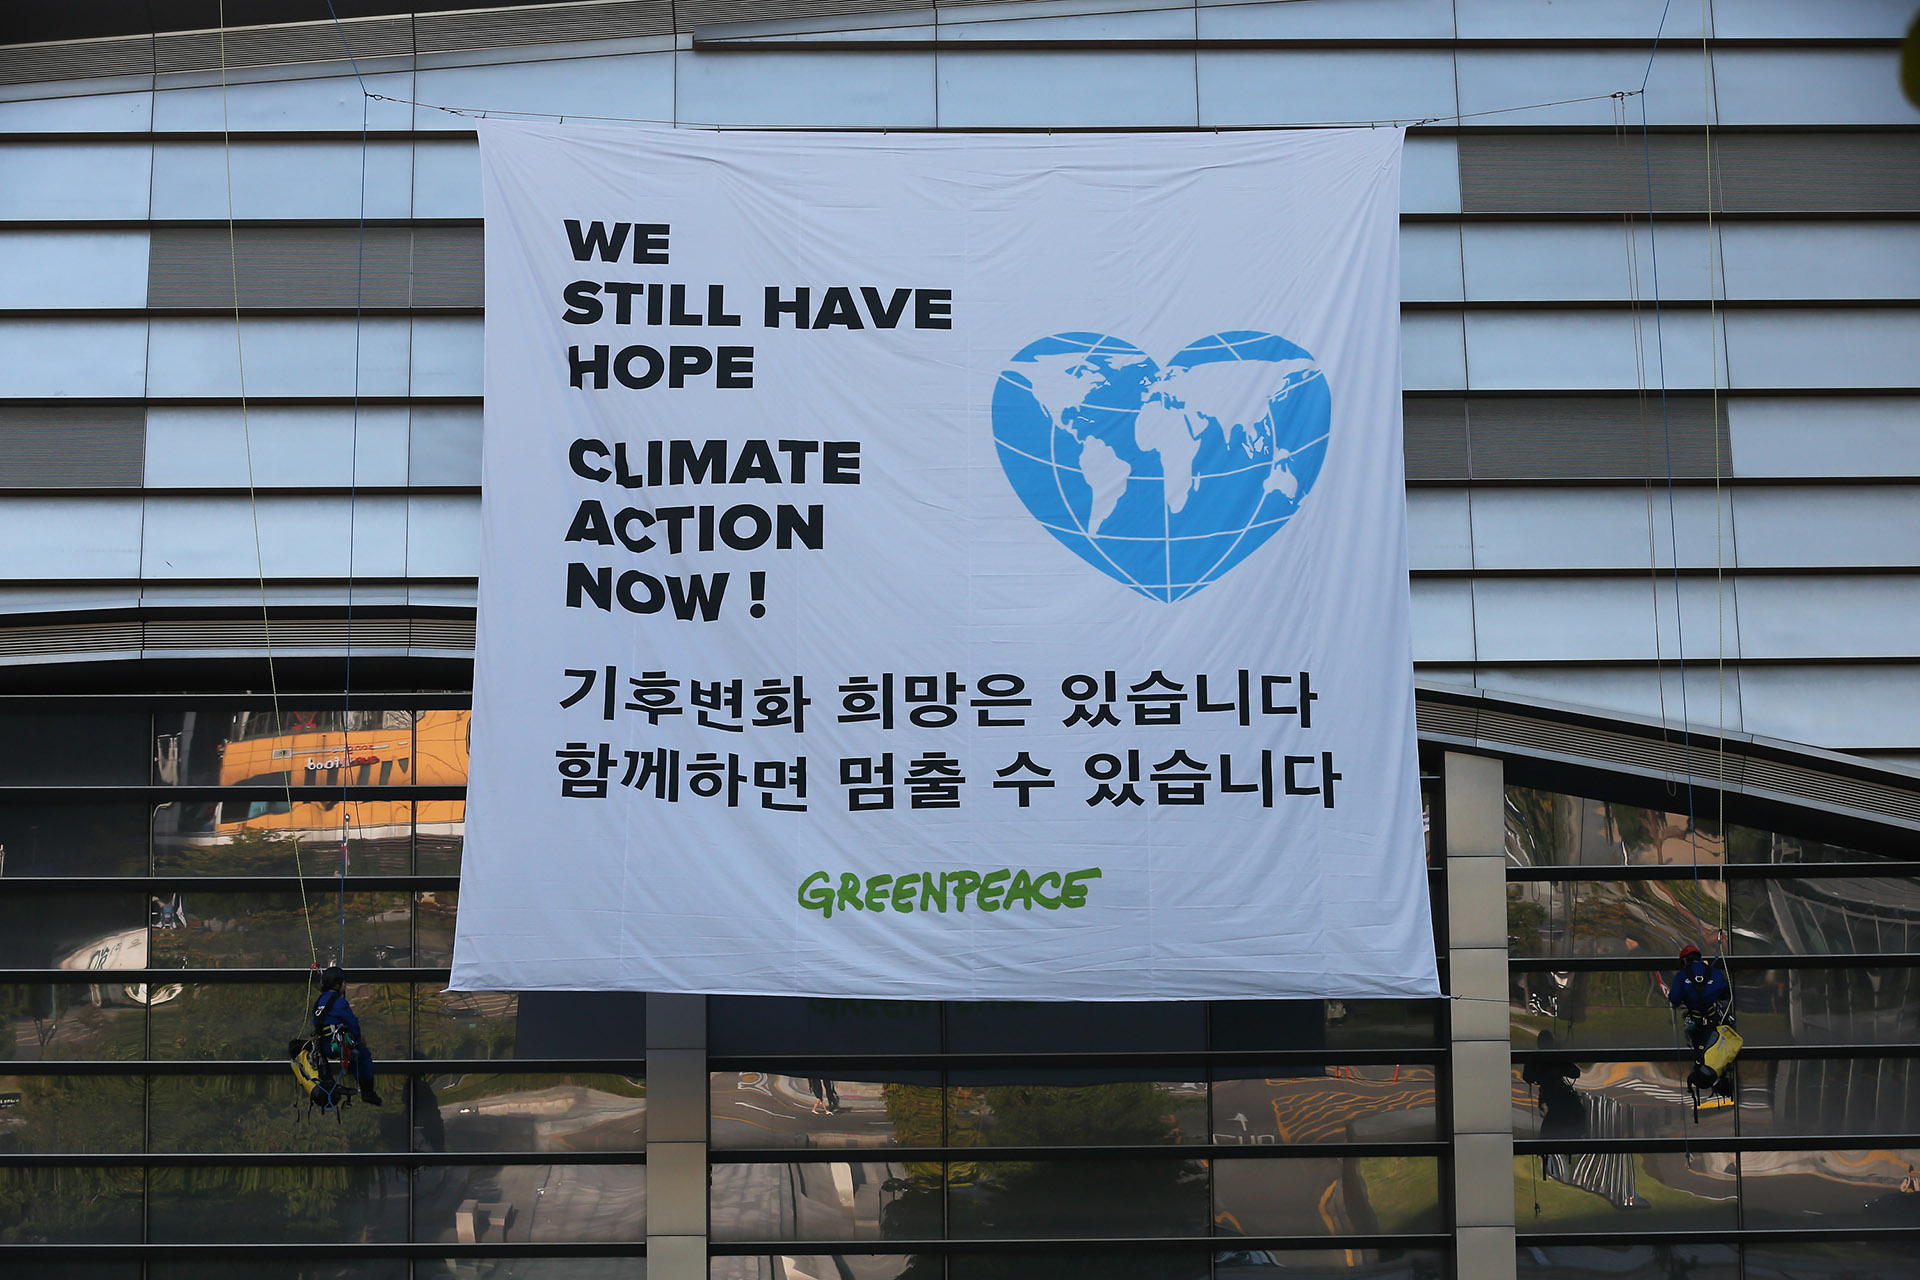 WE
STILL HAVE
HOPE
CLIMATE
ACTION
NOW !
기후변화 희망은 있습니다
함께하면 멈출 수 있습니다
GREENPEACE